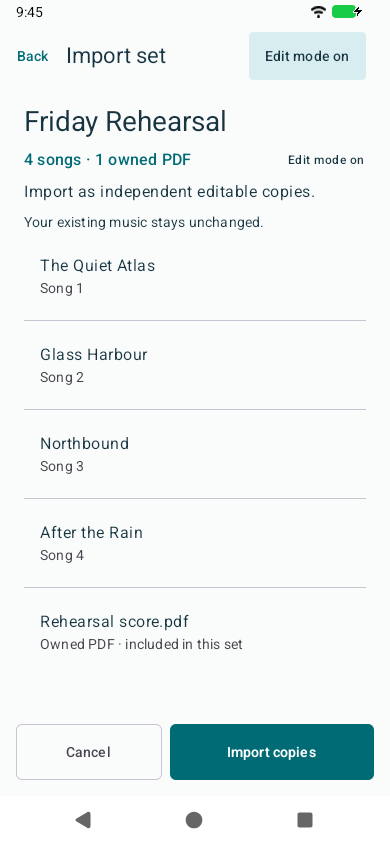 9:45
Back
Import set
Edit mode on
Friday Rehearsal
4 songs · 1 owned PDF
Edit mode on
Import as independent editable copies.
Your existing music stays unchanged.
The Quiet Atlas
Song 1
Glass Harbour
Song 2
Northbound
Song 3
After the Rain
Song 4
Rehearsal score.pdf
Owned PDF · included in this set
Cancel
Import copies